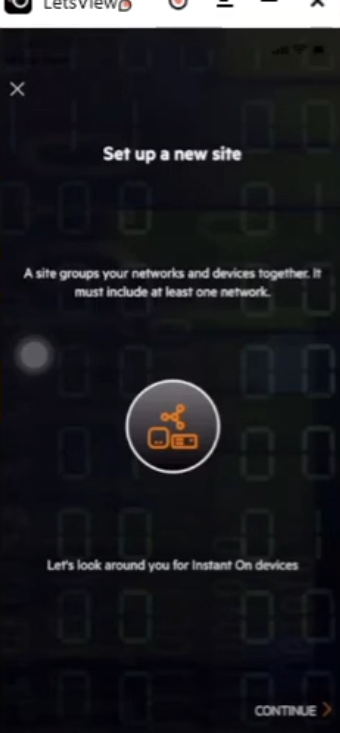 LetsView
Set up a new site
A site groups your networks and devices together. It
must include at least one network.
Let's look around you for Instant On devices
CONTINUE